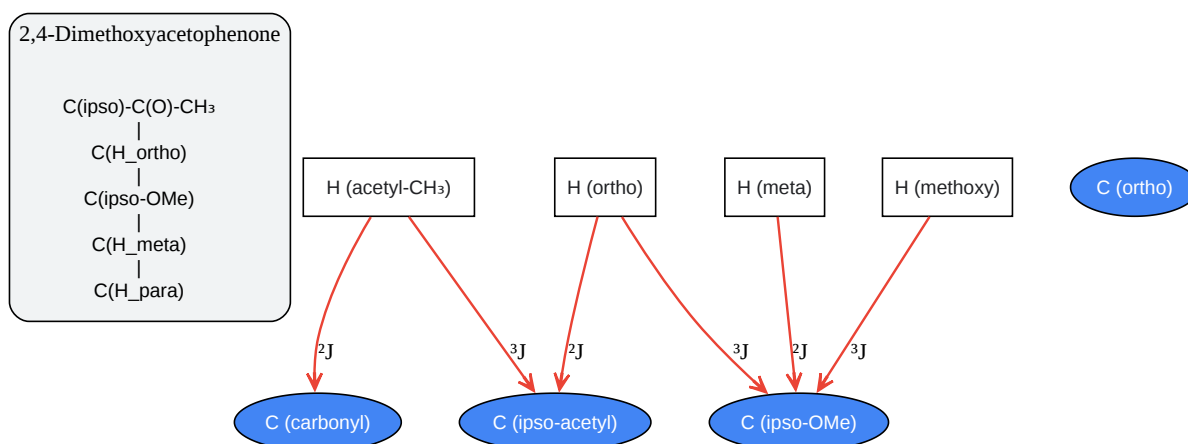 2,4-Dimethoxyacetophenone
C(ipso)-C(O)-CH₃
|
C(H_ortho)
|
C(ipso-OMe)
|
C(H_meta)
|
C(H_para)
H (acetyl-CH₃)
H (ortho)
H (meta)
H (methoxy)
C (ortho)
²J
³J
²J
³J
²J
³J
C (carbonyl)
C (ipso-acetyl)
C (ipso-OMe)